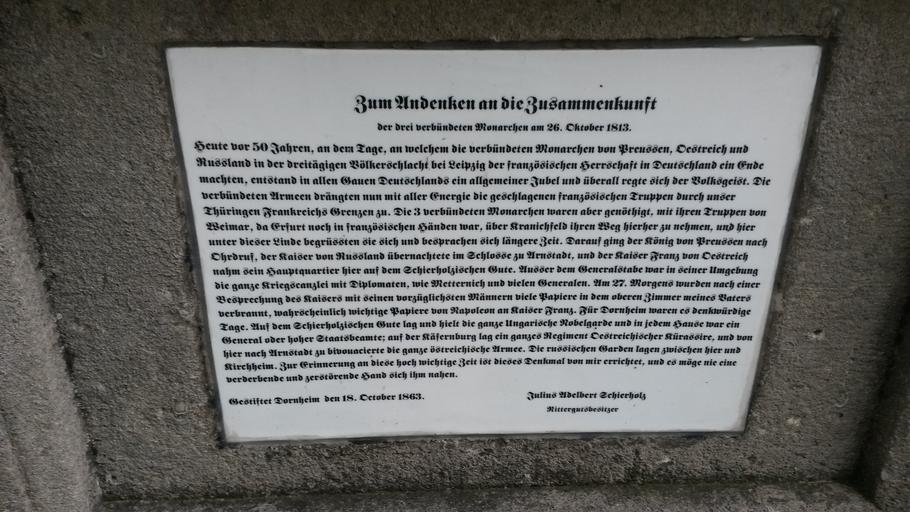 Zum Andenken an die Zusammenkunft
der drei verbündeten Monarchen am 26. Oktober 1813.
Heute vor 50 Jahren, an dem Tage, an welchem die verbündeten Monarchen von Preussen, Oestreich und
Russland in der dreitägigen Völkerschlacht bei Leipzig der französischen Herrschaft in Deutschland ein Ende
machten, entstand in allen Gauen Deutschlands ein allgemeiner Jubel und überall regte sich der Volksgeist. Die
verbündeten Armeen drängten nun mit aller Energie die geschlagenen französischen Truppen durch unser
Thüringen Frankreichs Grenzen zu. Die 3 verbündeten Monarchen waren aber genöthigt, mit ihren Truppen von
Weimar, da Erfurt noch in französischen Händen war, über Kranichfeld ihren Weg hierher zu nehmen, und hier
unter dieser Linde begrüssten sie sich und besprachen sich längere Zeit. Darauf ging der König von Preussen nach
Ohrdruf, der Kaiser von Russland übernachtete im Schlosse zu Arnstadt, und der Kaiser Franz von Oestreich
nahm sein Hauptquartier hier auf dem Schierholzischen Gute. Ausser dem Generalstabe war in seiner Umgebung
die ganze Kriegscanzlei mit Diplomaten, wie Metternich und vielen Generalen. Am 27. Morgens wurden nach einer
Besprechung des Kaisers mit seinen vorzüglichsten Männern viele Papiere in dem oberen Zimmer meines Vaters
verbrannt, wahrscheinlich wichtige Papiere von Napoleon an Kaiser Franz. Für Dornheim waren es denkwürdige
Tage. Auf dem Schierholzischen Gute lag und hielt die ganze Ungarische Nobelgarde und in jedem Hause war ein
General oder hoher Staatsbeamte; auf der Käfernburg lag ein ganzes Regiment Oestreichischer Kürassire, und von
hier nach Arnstadt zu bivouacierte die ganze östreichische Armee. Die russischen Garden lagen zwischen hier und
Kirchheim. Zur Erinnerung an diese hoch wichtige Zeit ist dieses Denkmal von mir errichtet, und es möge nie eine
verderbende und zerstörende Hand sich ihm nahen.
Gestiftet Dornheim den 18. October 1863. Julius Adelbert Schierholz
Rittergutsbesitzer